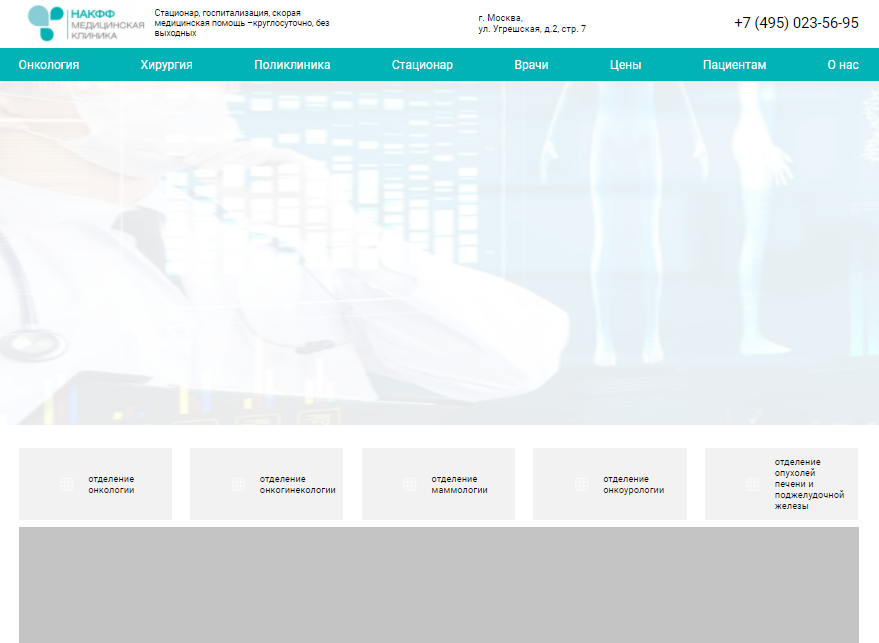 НАКФФ
МЕДИЦИНСКАЯ
КЛИНИКА
Стационар, госпитализация, скорая
медицинская помощь –круглосуточно, без
выходных
г. Москва,
ул. Угрешская, д.2, стр. 7
+7 (495) 023-56-95
Онкология Хирургия Поликлиника Стационар Врачи Цены Пациентам О нас
отделение
онкологии
отделение
онкогинекологии
отделение
маммологии
отделение
онкоурологии
отделение
опухолей
печени и
поджелудочной
железы